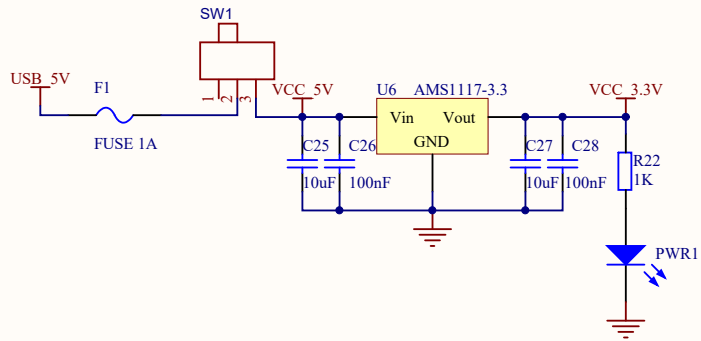 SW1
USB_5V
F1
FUSE 1A
1
2
3
VCC_5V
U6 AMS1117-3.3
Vin
Vout
GND
C25
10uF
C26
100nF
C27
10uF
C28
100nF
VCC_3.3V
R22
1K
PWR1